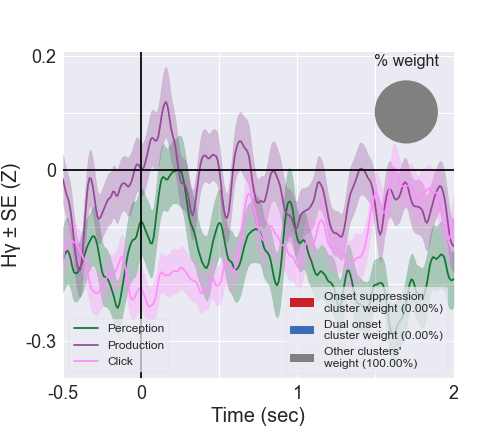 % weight
0.2
0
-0.3
Hγ ± SE (Z)
Perception
Production
Click
Onset suppression
cluster weight (0.00%)
Dual onset
cluster weight (0.00%)
Other clusters'
weight (100.00%)
-0.5
0
1
2
Time (sec)